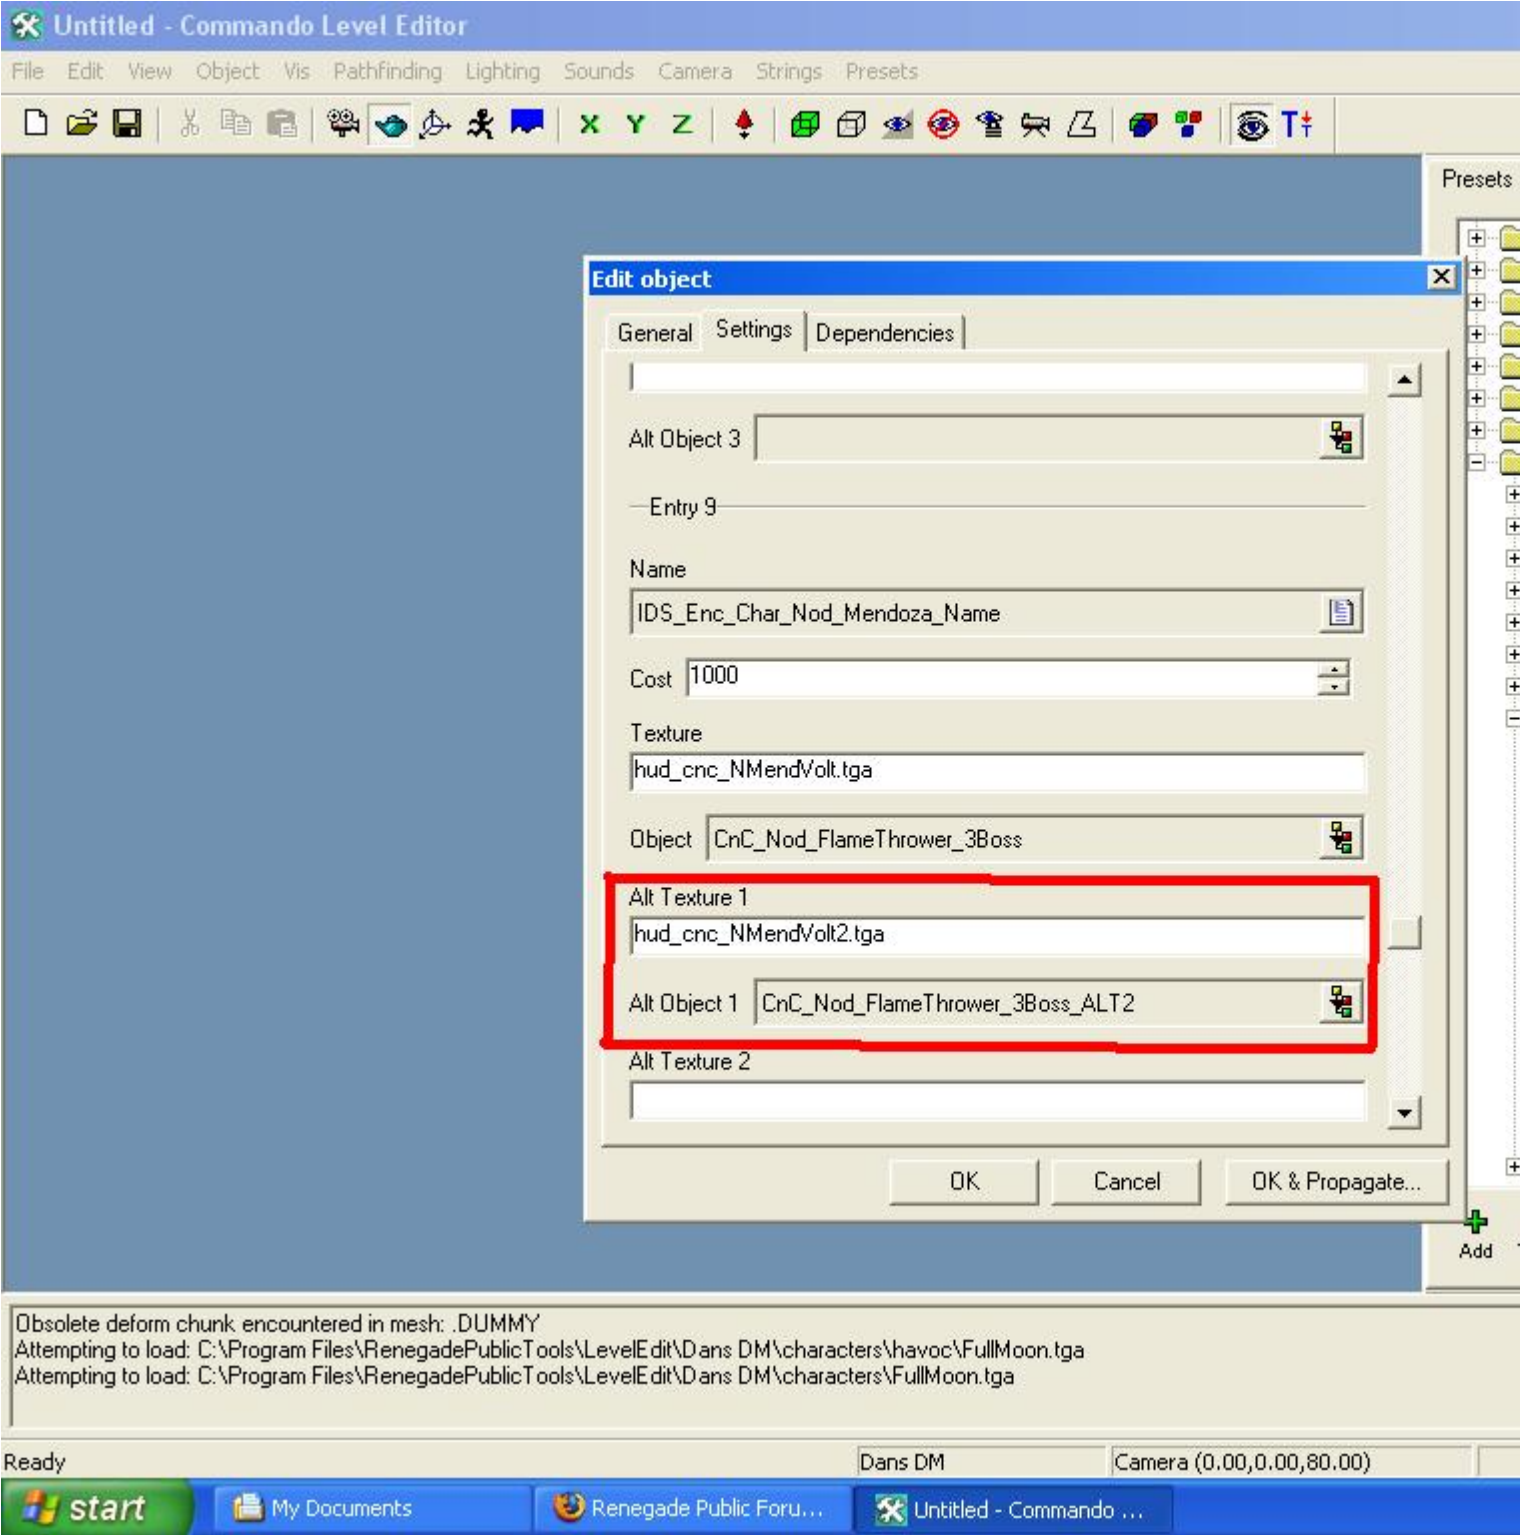 Untitled - Commando Level Editor
File Edit View Object Vis Pathfinding Lighting Sounds Camera Strings Presets
X Y Z T
Presets
Edit object
General Settings Dependencies
Alt Object 3
Entry 9
Name
IDS_Enc_Char_Nod_Mendoza_Name
Cost 1000
Texture
hud_cnc_NMendVolt.tga
Object CnC_Nod_FlameThrower_3Boss
Alt Texture 1
hud_cnc_NMendVolt2.tga
Alt Object 1 CnC_Nod_FlameThrower_3Boss_ALT2
Alt Texture 2
OK Cancel OK & Propagate...
Add
Obsolete deform chunk encountered in mesh: .DUMMY
Attempting to load: C:\Program Files\RenegadePublicTools\LevelEdit\Dans DM\characters\havoc\FullMoon.tga
Attempting to load: C:\Program Files\RenegadePublicTools\LevelEdit\Dans DM\characters\FullMoon.tga
Ready Dans DM Camera (0.00,0.00,80.00)
start My Documents Renegade Public Foru... Untitled - Commando ...